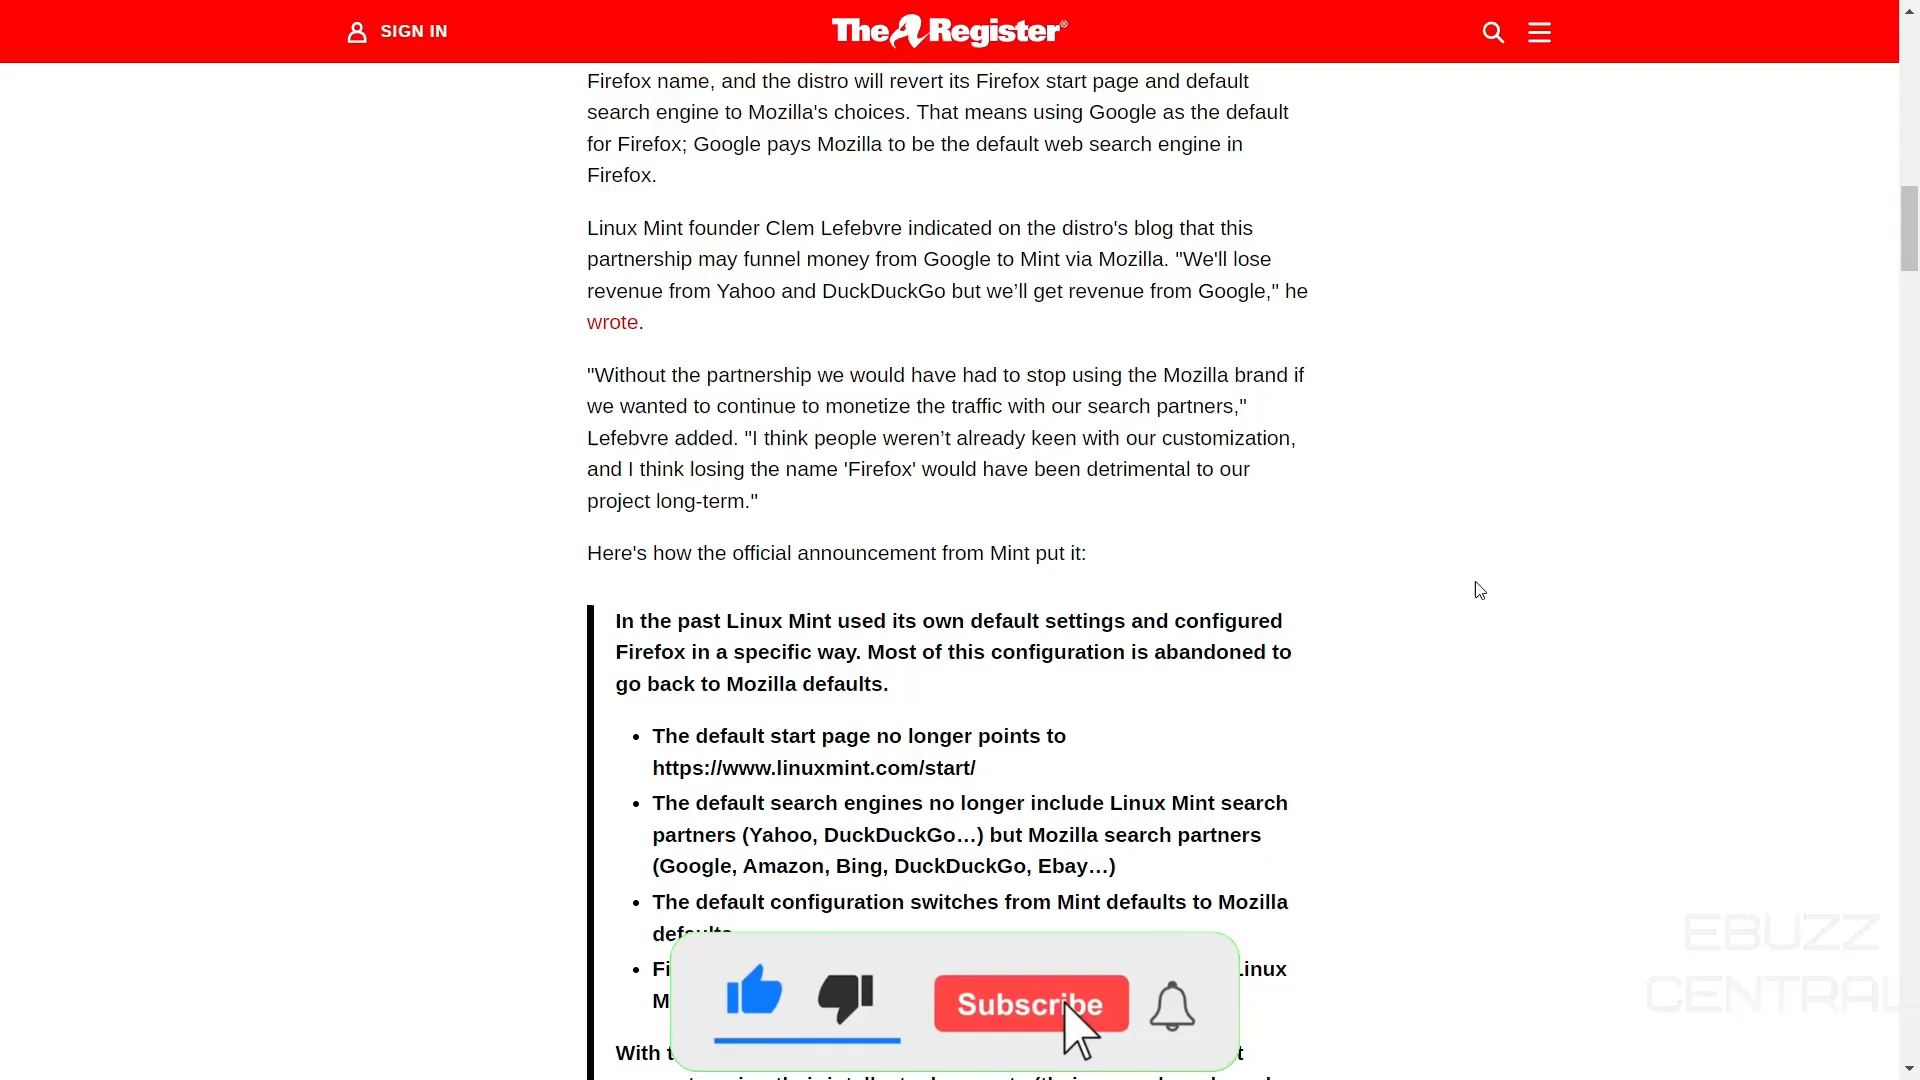 SIGN IN
The Register®
Firefox name, and the distro will revert its Firefox start page and default
search engine to Mozilla's choices. That means using Google as the default
for Firefox; Google pays Mozilla to be the default web search engine in
Firefox.
Linux Mint founder Clem Lefebvre indicated on the distro's blog that this
partnership may funnel money from Google to Mint via Mozilla. "We'll lose
revenue from Yahoo and DuckDuckGo but we’ll get revenue from Google," he
wrote.
"Without the partnership we would have had to stop using the Mozilla brand if
we wanted to continue to monetize the traffic with our search partners,"
Lefebvre added. "I think people weren’t already keen with our customization,
and I think losing the name 'Firefox' would have been detrimental to our
project long-term."
Here's how the official announcement from Mint put it:
In the past Linux Mint used its own default settings and configured
Firefox in a specific way. Most of this configuration is abandoned to
go back to Mozilla defaults.
• The default start page no longer points to
https://www.linuxmint.com/start/
• The default search engines no longer include Linux Mint search
partners (Yahoo, DuckDuckGo…) but Mozilla search partners
(Google, Amazon, Bing, DuckDuckGo, Ebay…)
• The default configuration switches from Mint defaults to Mozilla
defaults
Linux
With
Subscribe
EBUZZ
CENTRAL